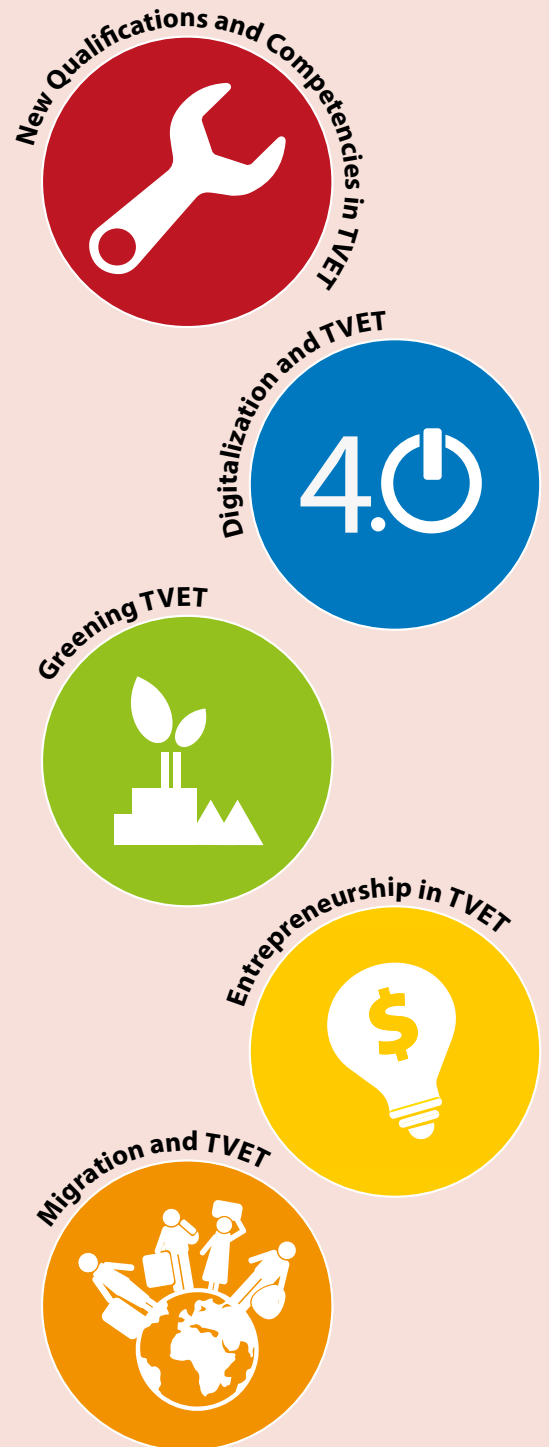 New Qualifications and Competencies in TVET
Digitalization and TVET
4.0
Greening TVET
Entrepreneurship in TVET
$
Migration and TVET